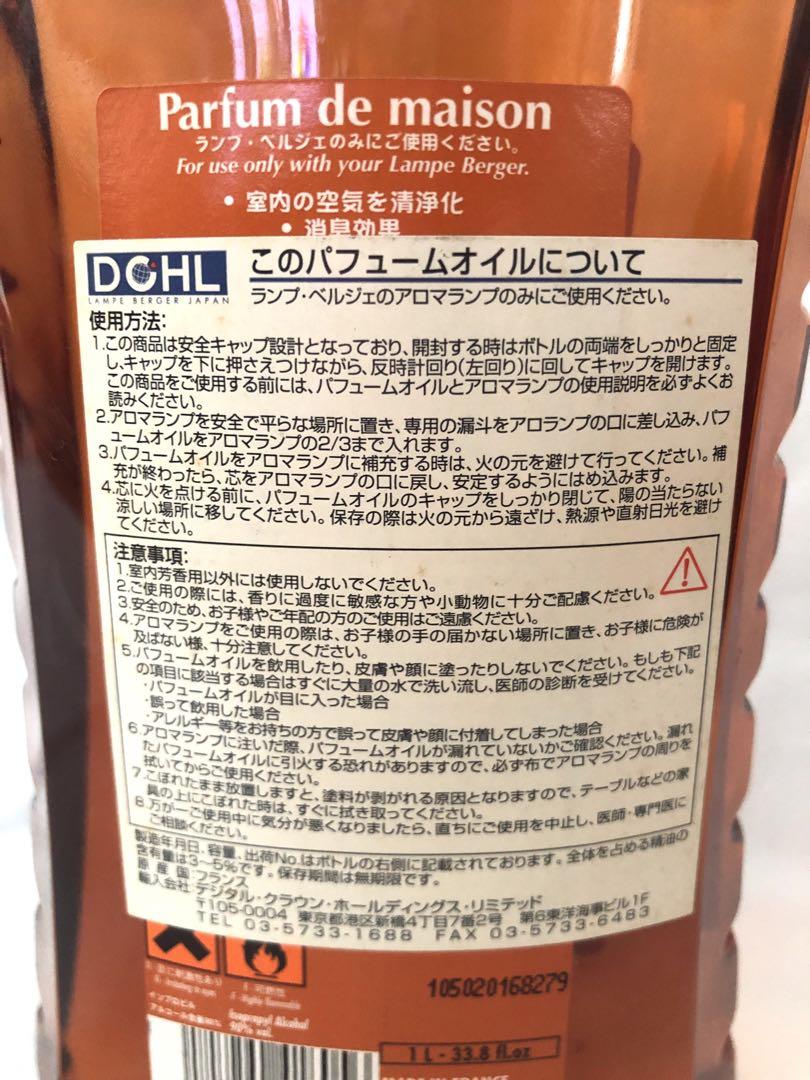 Parfum de maison
ランプ・ベルジェのみにご使用ください。
For use only with your Lampe Berger.
・室内の空気を清浄化
・消臭効果
DCHL
LAMPE BERGER JAPAN
このパフュームオイルについて
ランプ・ベルジェのアロマランプのみにご使用ください。
使用方法:
1.この商品は安全キャップ設計となっており、開封する時はボトルの両端をしっかりと固定
し、キャップを下に押さえつけながら、反時計回り(左回り)に回してキャップを開けます。
この商品をご使用する前には、パフュームオイルとアロマランプの使用説明を必ずよくお
読みください。
2.アロマランプを安全で平らな場所に置き、専用の漏斗をアロランプの口に差し込み、パフ
ュームオイルをアロマランプの2/3まで入れます。
3.パフュームオイルをアロマランプに補充する時は、火の元を避けて行ってください。補
充が終わったら、芯をアロマランプの口に戻し、安定するようにはめ込みます。
4.芯に火を点ける前に、パフュームオイルのキャップをしっかり閉じて、陽の当たらない
涼しい場所に移してください。保存の際は火の元から遠ざけ、熱源や直射日光を避け
てください。
注意事項:
1.室内芳香用以外には使用しないでください。
2.ご使用の際には、香りに過度に敏感な方や小動物に十分ご配慮ください。
3.安全のため、お子様やご年配の方のご使用はご遠慮ください。
4.アロマランプをご使用の際は、お子様の手の届かない場所に置き、お子様に危険が
及ばない様、十分注意してください。
5.パフュームオイルを飲用したり、皮膚や顔に塗ったりしないでください。もしも下記
の項目に該当する場合はすぐに大量の水で洗い流し、医師の診断を受けてください。
・パフュームオイルが目に入った場合
・誤って飲用した場合
・アレルギー等をお持ちの方で誤って皮膚や顔に付着してしまった場合
6.アロマランプに注いだ際、パフュームオイルが漏れていないかご確認ください。漏れ
たパフュームオイルに引火する恐れがありますので、必ず布でアロマランプの周りを
拭いてからご使用ください。
7.こぼれたまま放置しますと、塗料が剥がれる原因となりますので、テーブルなどの家
具の上にこぼれた時は、すぐに拭き取ってください。
8.万が一ご使用中に気分が悪くなりましたら、直ちにご使用を中止し、医師・専門医に
ご相談ください。
製造年月日、容量、出荷No.はボトルの右側に記載されております。全体を占める精油の
含有量は3~5%です。保存期間は無期限です。
原産国:フランス
輸入会社:デジタル・クラウン・ホールディングス・リミテッド
〒105-0004 東京都港区新橋4丁目7番2号 第6東洋海事ビル1F
TEL 03-5733-1688 FAX 03-5733-6483
F - Highly flammable
インプロピル
アルコール含量90%
Isopropyl Alcohol
90% vol.
105020168279
1 L - 33.8 fl.oz
MADE IN FRANCE